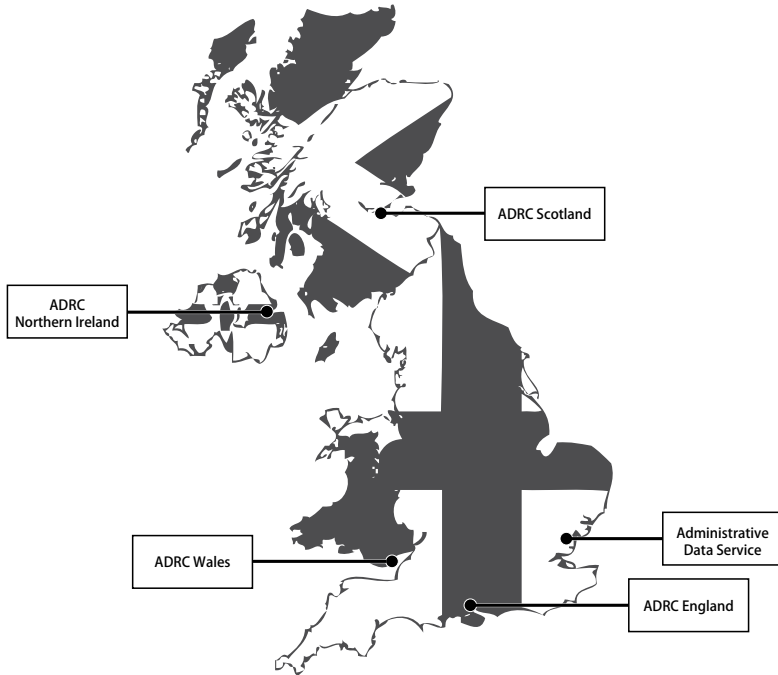 ADRC Scotland
ADRC
Northern Ireland
Administrative
Data Service
ADRC Wales
ADRC England